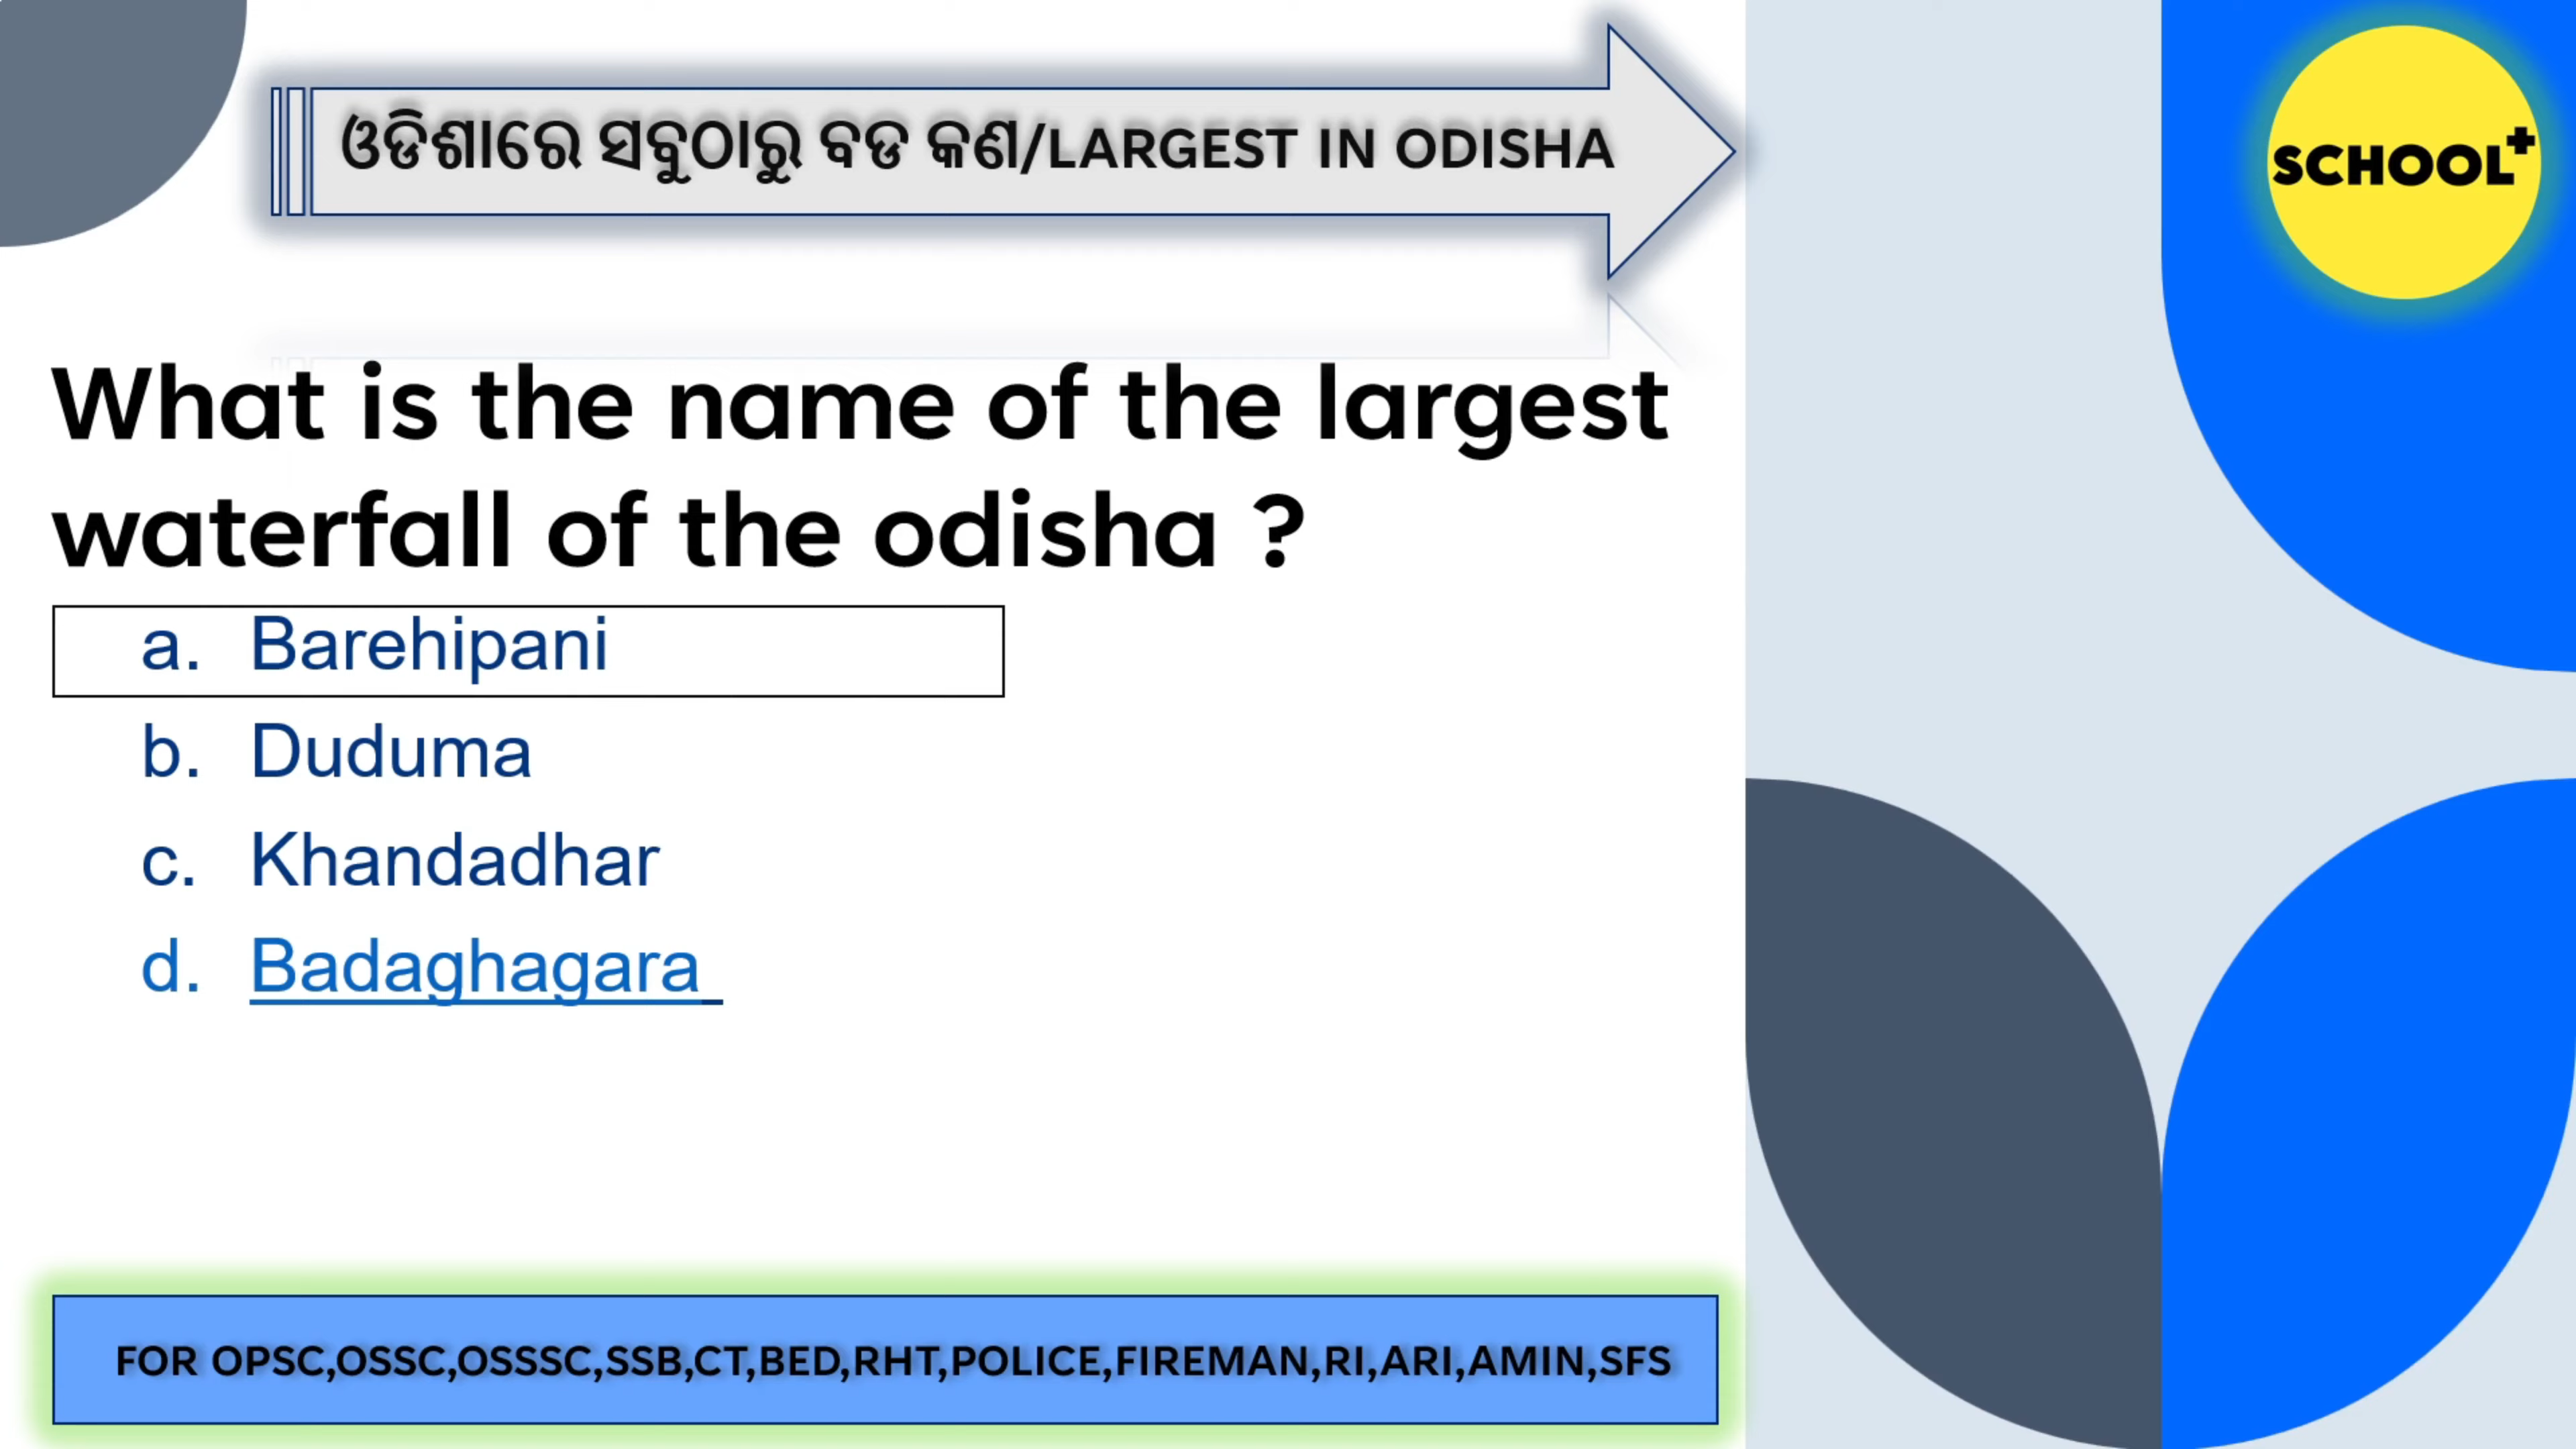 ଓଡିଶାରେ ସବୁଠାରୁ ବଡ କଣ/LARGEST IN ODISHA
SCHOOL+
What is the name of the largest
waterfall of the odisha ?
a. Barehipani
b. Duduma
c. Khandadhar
d. Badaghagara
FOR OPSC,OSSC,OSSSC,SSB,CT,BED,RHT,POLICE,FIREMAN,RI,ARI,AMIN,SFS